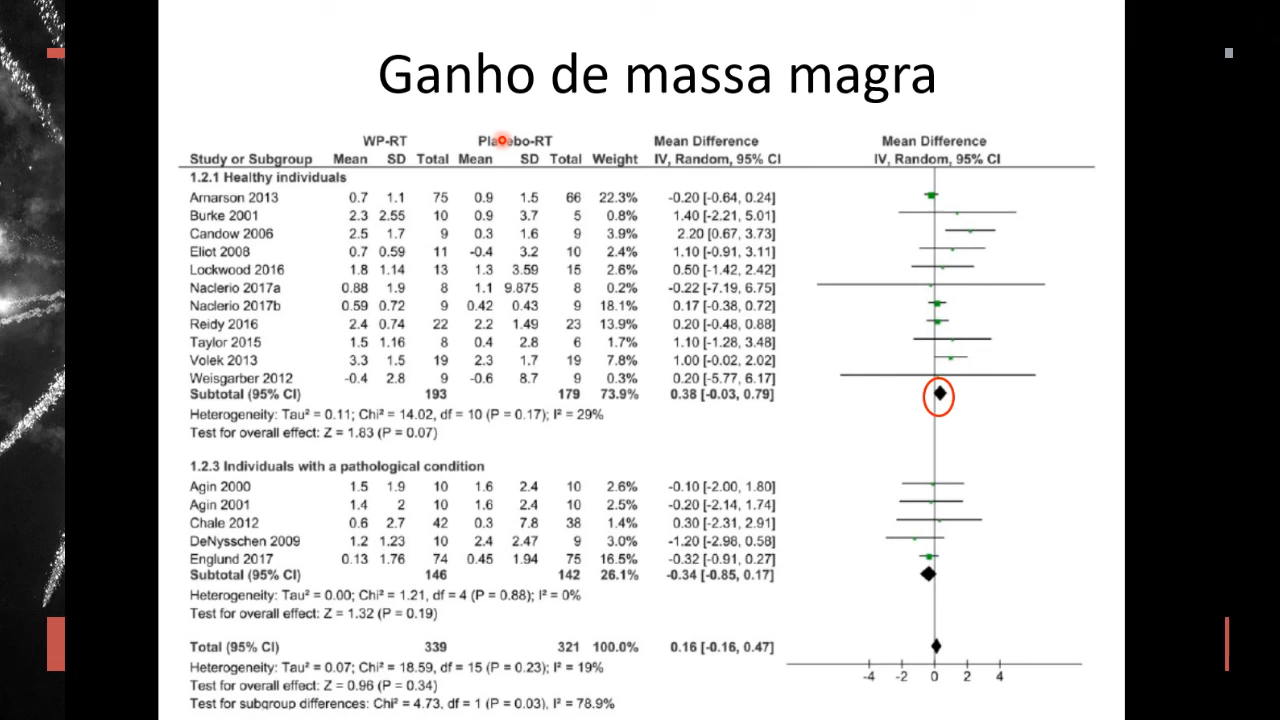 Ganho de massa magra
WP-RT Placebo-RT Mean Difference Mean Difference
Study or Subgroup Mean SD Total Mean SD Total Weight IV, Random, 95% CI IV, Random, 95% CI
1.2.1 Healthy individuals
Arnarson 2013 0.7 1.1 75 0.9 1.5 66 22.3% -0.20 [-0.64, 0.24]
Burke 2001 2.3 2.55 10 0.9 3.7 5 0.8% 1.40 [-2.21, 5.01]
Candow 2006 2.5 1.7 9 0.3 1.6 9 3.9% 2.20 [0.67, 3.73]
Eliot 2008 0.7 0.59 11 -0.4 3.2 10 2.4% 1.10 [-0.91, 3.11]
Lockwood 2016 1.8 1.14 13 1.3 3.59 15 2.6% 0.50 [-1.42, 2.42]
Naclerio 2017a 0.88 1.9 8 1.1 9.875 8 0.2% -0.22 [-7.19, 6.75]
Naclerio 2017b 0.59 0.72 9 0.42 0.43 9 18.1% 0.17 [-0.38, 0.72]
Reidy 2016 2.4 0.74 22 2.2 1.49 23 13.9% 0.20 [-0.48, 0.88]
Taylor 2015 1.5 1.16 8 0.4 2.8 6 1.7% 1.10 [-1.28, 3.48]
Volek 2013 3.3 1.5 19 2.3 1.7 19 7.8% 1.00 [-0.02, 2.02]
Weisgarber 2012 -0.4 2.8 9 -0.6 8.7 9 0.3% 0.20 [-5.77, 6.17]
Subtotal (95% CI) 193 179 73.9% 0.38 [-0.03, 0.79]
Heterogeneity: Tau² = 0.11; Chi² = 14.02, df = 10 (P = 0.17); I² = 29%
Test for overall effect: Z = 1.83 (P = 0.07)
1.2.3 Individuals with a pathological condition
Agin 2000 1.5 1.9 10 1.6 2.4 10 2.6% -0.10 [-2.00, 1.80]
Agin 2001 1.4 2 10 1.6 2.4 10 2.5% -0.20 [-2.14, 1.74]
Chale 2012 0.6 2.7 42 0.3 7.8 38 1.4% 0.30 [-2.31, 2.91]
DeNysschen 2009 1.2 1.23 10 2.4 2.47 9 3.0% -1.20 [-2.98, 0.58]
Englund 2017 0.13 1.76 74 0.45 1.94 75 16.5% -0.32 [-0.91, 0.27]
Subtotal (95% CI) 146 142 26.1% -0.34 [-0.85, 0.17]
Heterogeneity: Tau² = 0.00; Chi² = 1.21, df = 4 (P = 0.88); I² = 0%
Test for overall effect: Z = 1.32 (P = 0.19)
Total (95% CI) 339 321 100.0% 0.16 [-0.16, 0.47]
Heterogeneity: Tau² = 0.07; Chi² = 18.59, df = 15 (P = 0.23); I² = 19%
-4 -2 0 2 4
Test for overall effect: Z = 0.96 (P = 0.34)
Test for subgroup differences: Chi² = 4.73, df = 1 (P = 0.03), I² = 78.9%